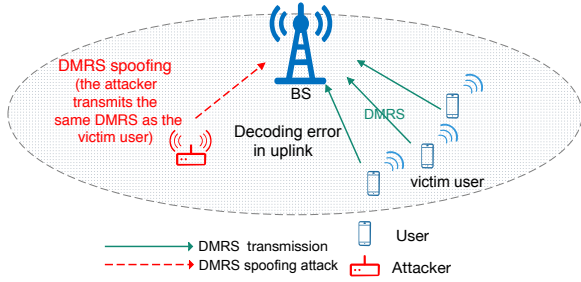 DMRS spoofing
(the attacker
transmits the
same DMRS as the
victim user)
BS
DMRS
Decoding error
in uplink
victim user
DMRS transmission
User
DMRS spoofing attack
Attacker